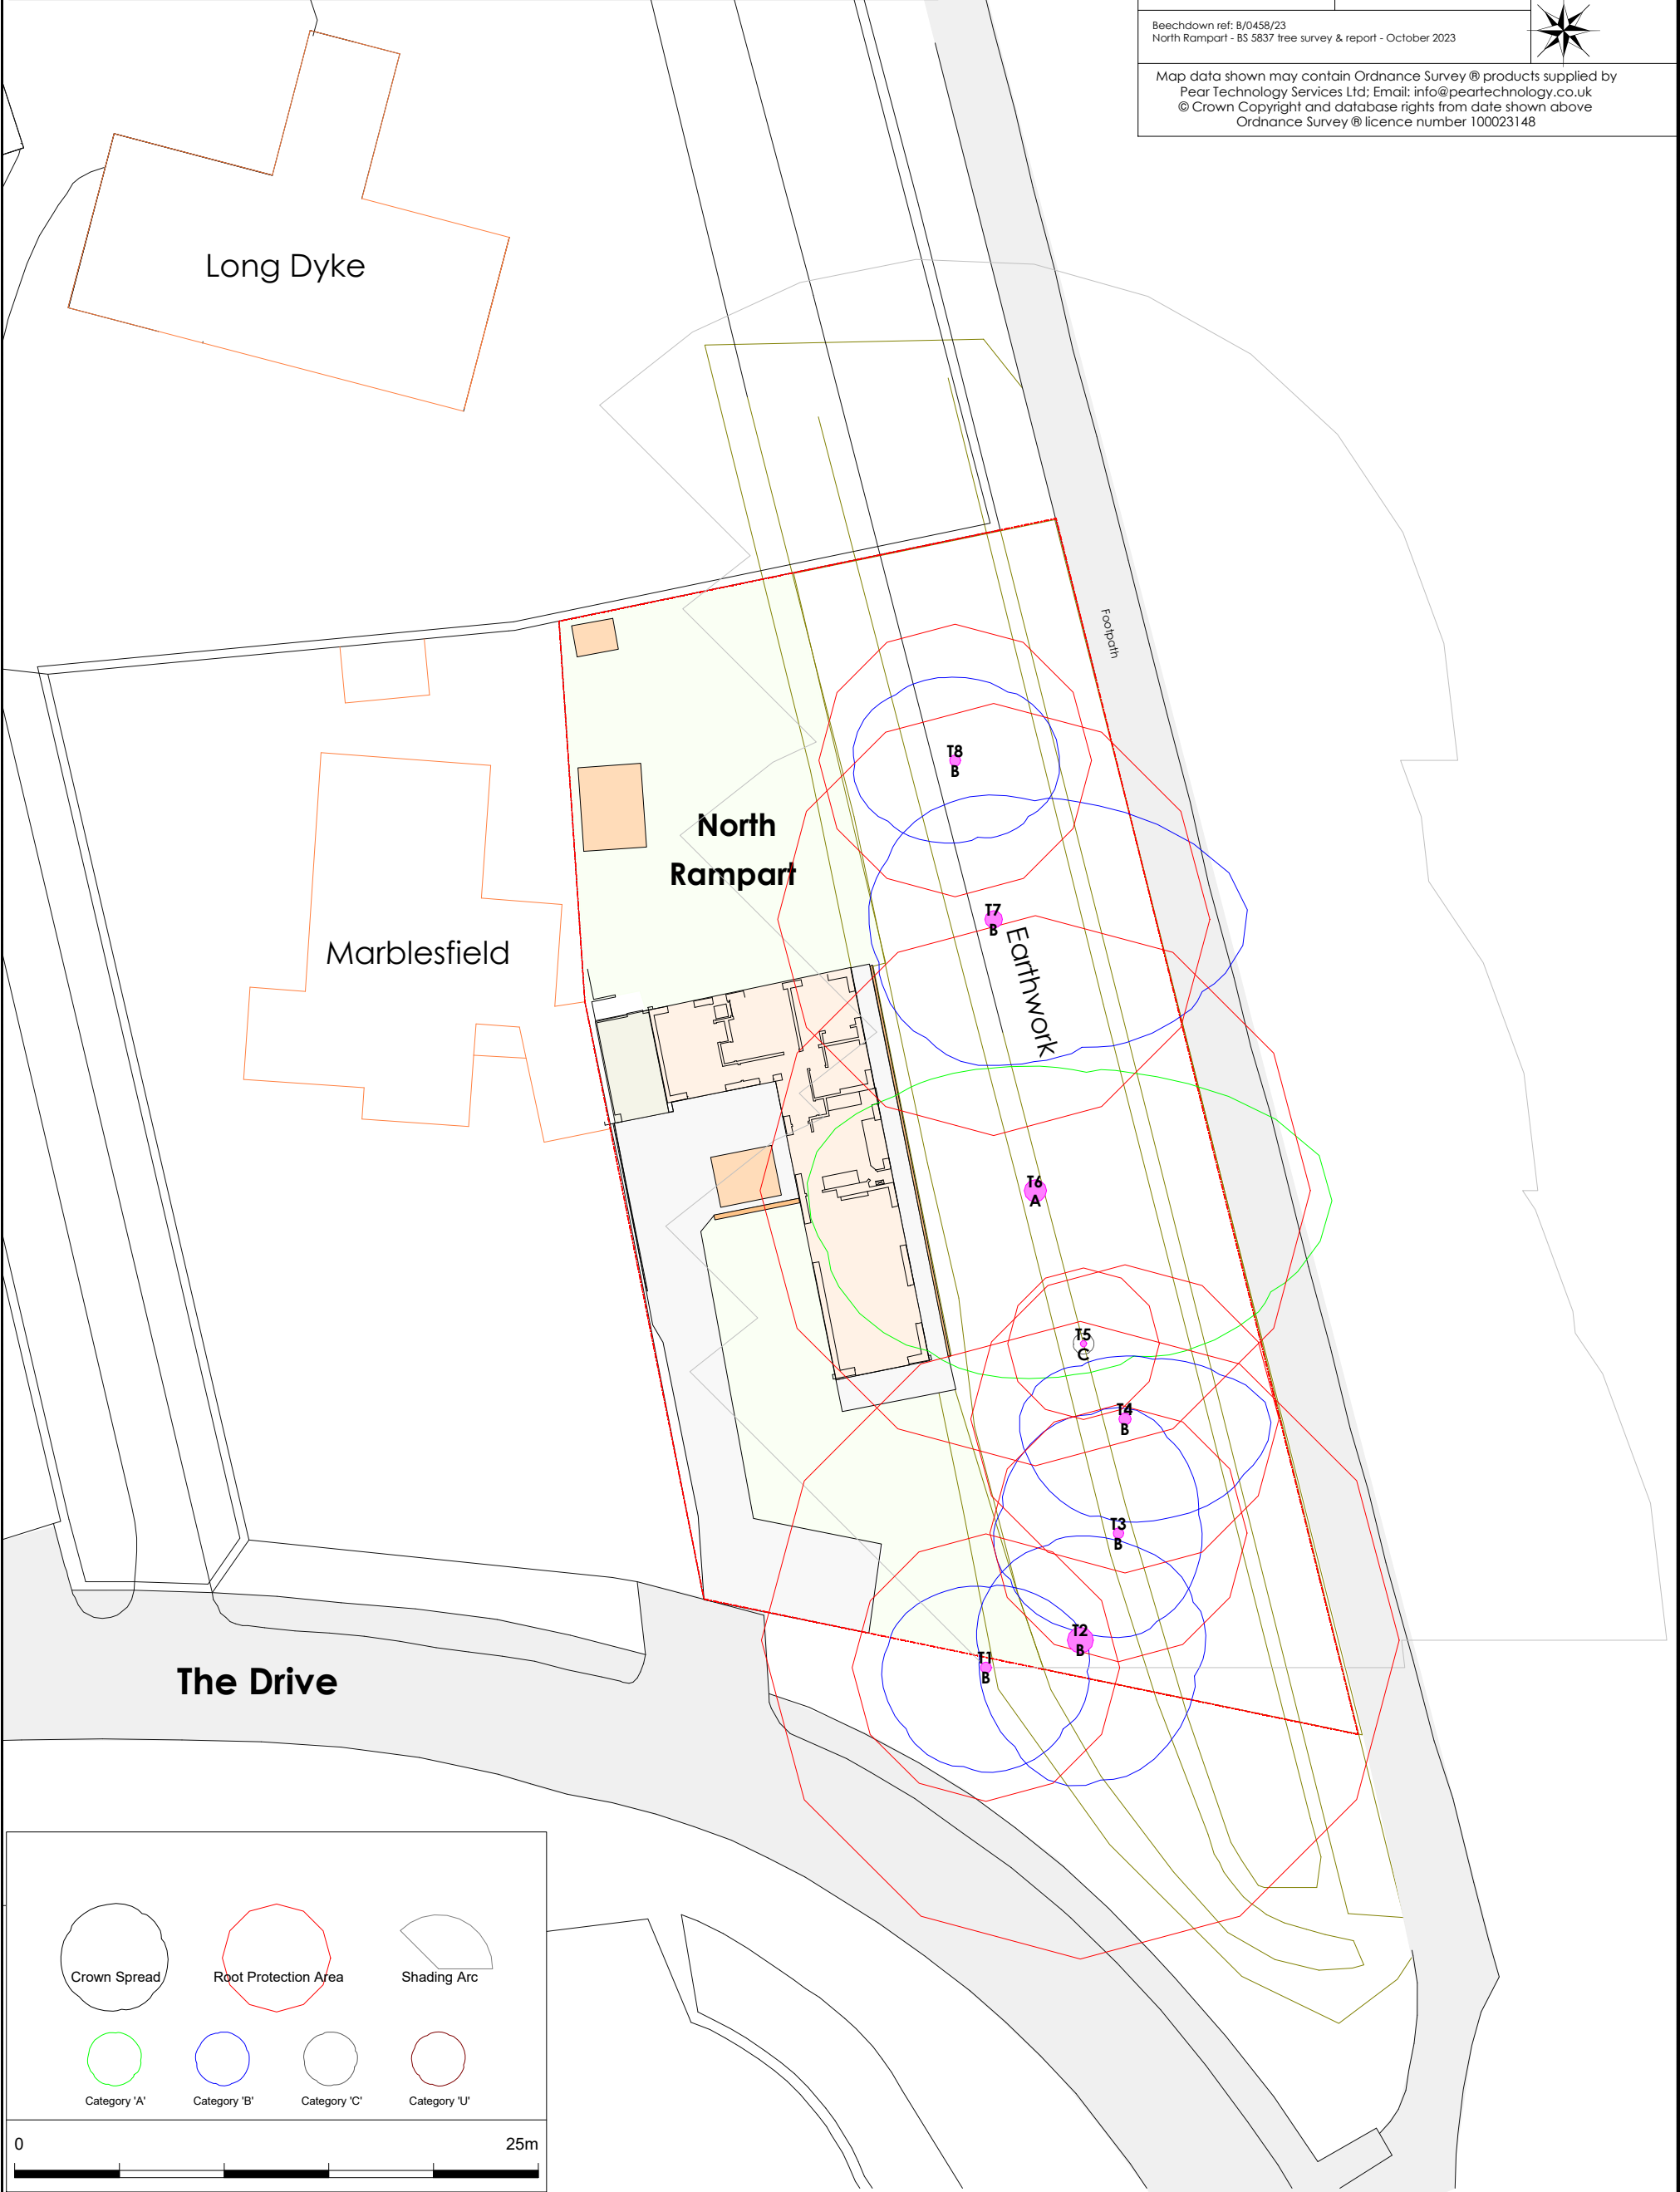 Beechdown ref: B/0458/23
North Rampart - BS 5837 tree survey & report - October 2023
Map data shown may contain Ordnance Survey ® products supplied by
Pear Technology Services Ltd; Email: info@peartechnology.co.uk
© Crown Copyright and database rights from date shown above
Ordnance Survey ® licence number 100023148
Long Dyke
Footpath
T8
B
North
Rampart
T7
B
Earthwork
Marblesfield
T6
A
T5
C
T4
B
T3
B
T2
B
T1
B
The Drive
Crown Spread
Root Protection Area
Shading Arc
Category 'A'
Category 'B'
Category 'C'
Category 'U'
0
25m